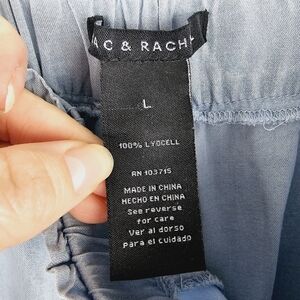 AC & RACH
L
100% LYOCELL
RN 103715
MADE IN CHINA
HECHO EN CHINA
See reverse
for care
Ver al dorso
Para el cuidado